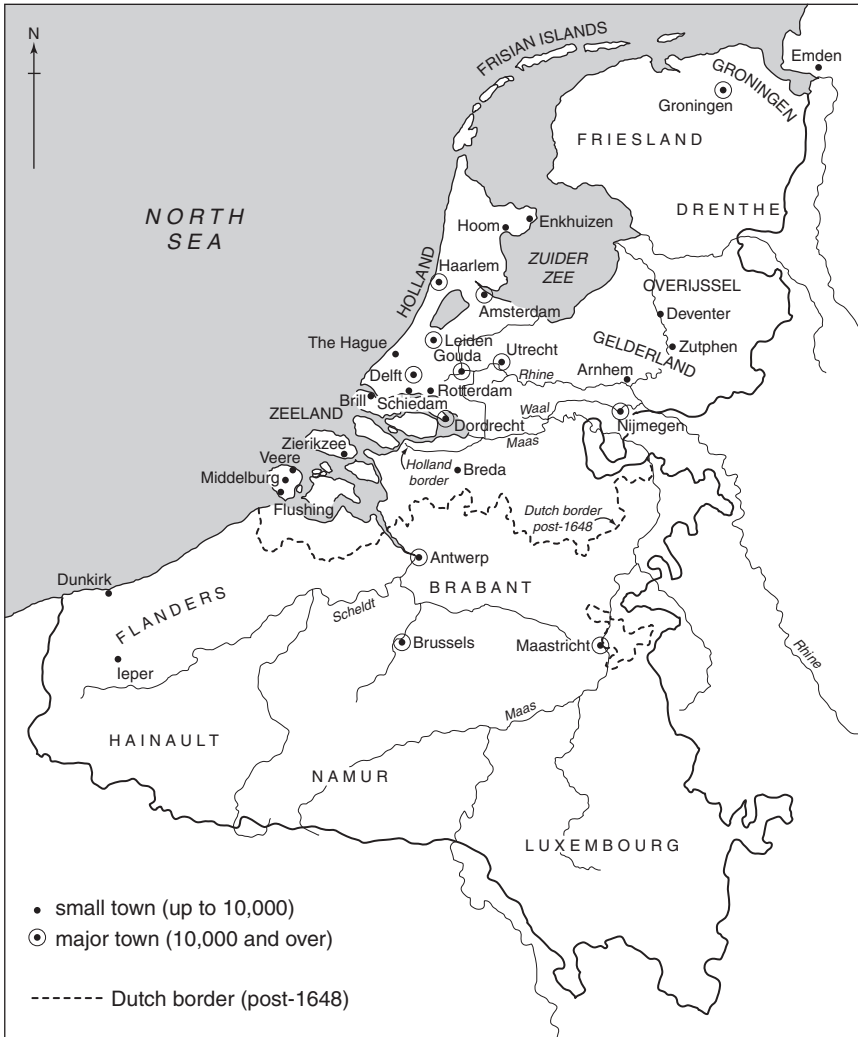 N
FRISIAN ISLANDS
Emden
GRONINGEN
Groningen
FRIESLAND
NORTH
SEA
DRENTHE
Hoom
Enkhuizen
ZUIDER
ZEE
HOLLAND
Haarlem
Amsterdam
OVERIJSSEL
Deventer
The Hague
Leiden
Gouda
Utrecht
GELDERLAND
Zutphen
Delft
Rhine
Arnhem
Brill
Rotterdam
Schiedam
ZEELAND
Dordrecht
Waal
Nijmegen
Maas
Zierikzee
Veere
Holland
border
Breda
Middelburg
Flushing
Dutch border
post-1648
Antwerp
Dunkirk
BRABANT
FLANDERS
Scheldt
Ieper
Brussels
Maastricht
Rhine
Maas
HAINAULT
NAMUR
LUXEMBOURG
small town (up to 10,000)
major town (10,000 and over)
Dutch border (post-1648)